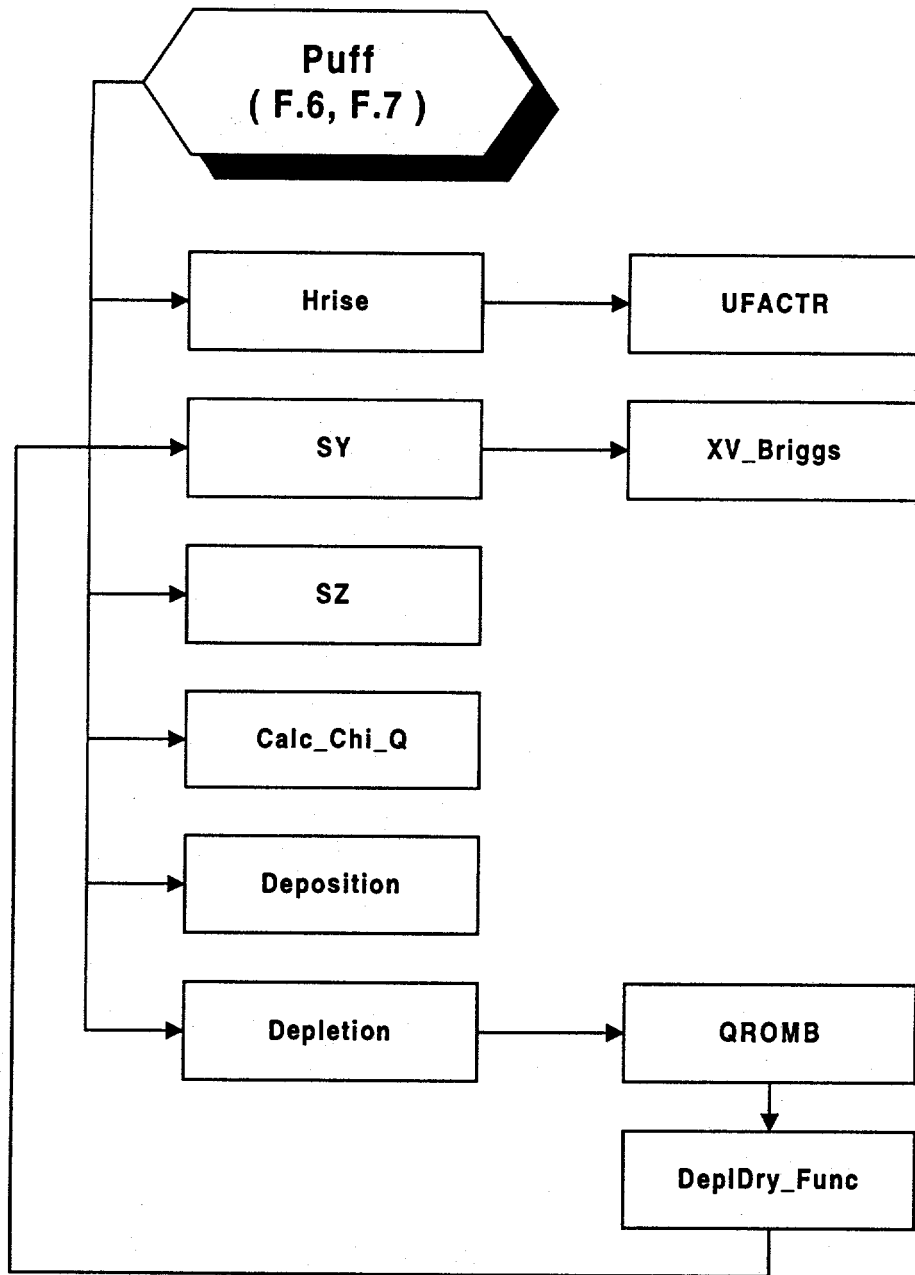 Puff
( F.6, F.7 )
Hrise
UFACTR
SY
XV_Briggs
SZ
Calc_Chi_Q
Deposition
Depletion
QROMB
DeplDry_Func